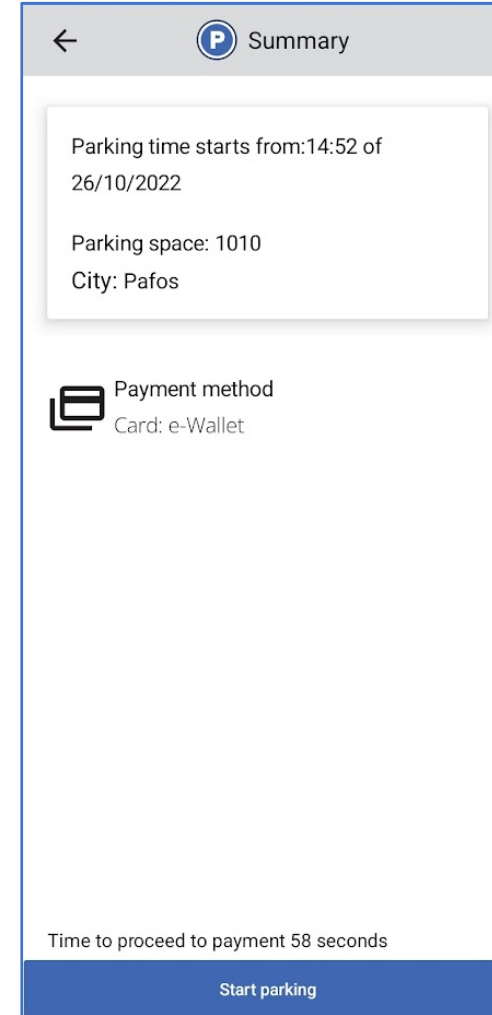 P Summary
Parking time starts from:14:52 of
26/10/2022
Parking space: 1010
City: Pafos
Payment method
Card: e-Wallet
Time to proceed to payment 58 seconds
Start parking